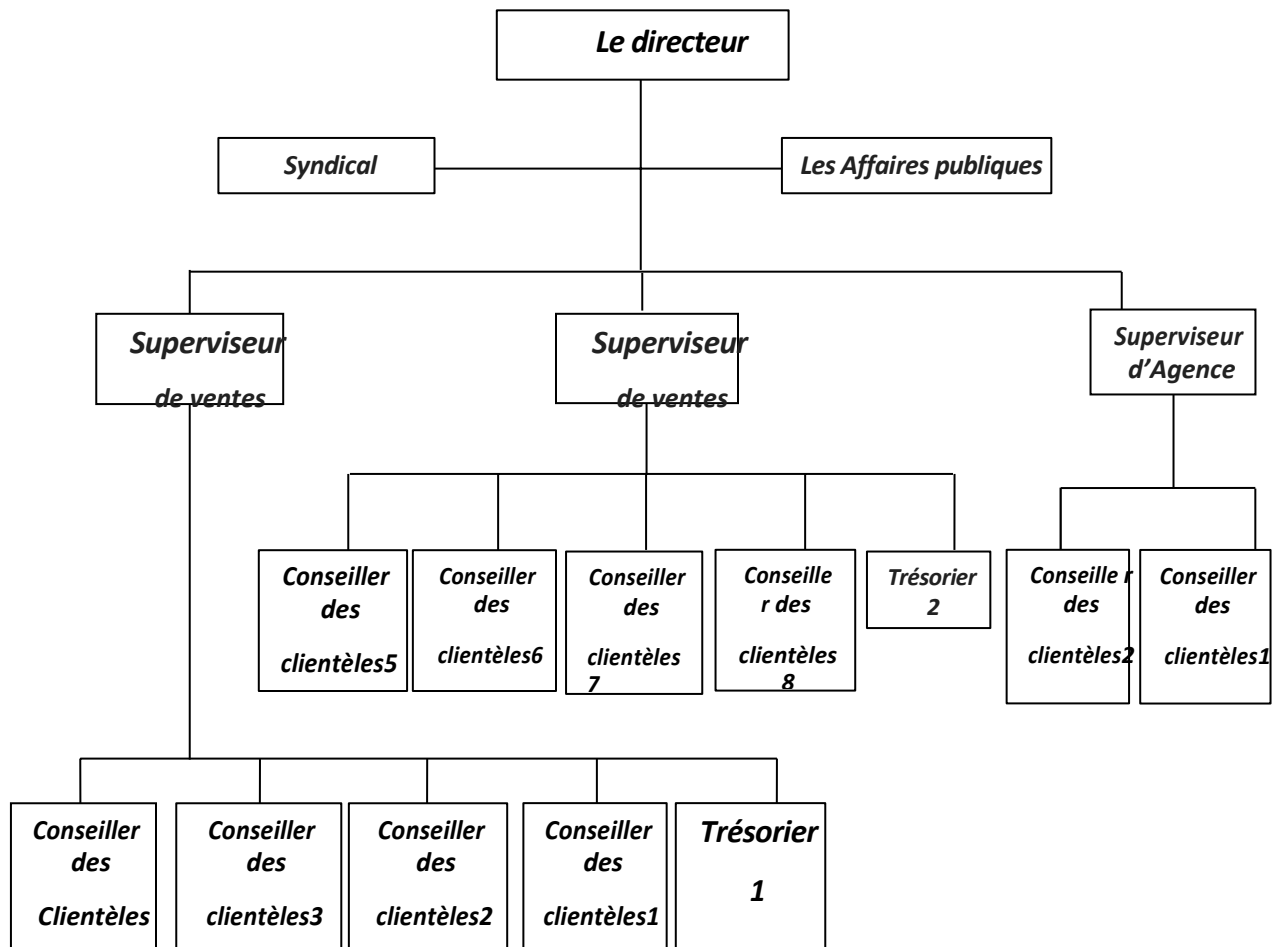 Le directeur
Syndical
Les Affaires publiques
Superviseur
de ventes
Superviseur
de ventes
Superviseur
d’Agence
Conseiller
des
clientèles5
Conseiller
des
clientèles6
Conseiller
des
clientèles
7
Conseille
r des
clientèles
8
Trésorier
2
Conseille r
des
clientèles2
Conseiller
des
clientèles1
Conseiller
des
Clientèles
Conseiller
des
clientèles3
Conseiller
des
clientèles2
Conseiller
des
clientèles1
Trésorier
1